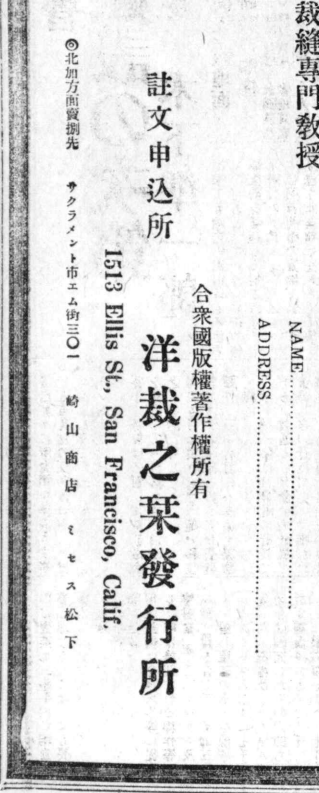 裁縫專門教授
NAME
ADDRESS
合衆國版權著作權所有
註文申込所
洋裁之栞發行所
1513 Ellis St., San Francisco, Calif.
◎北加方面賣捌先 サクラメント市エム街三〇一 崎山商店 ミセス松下